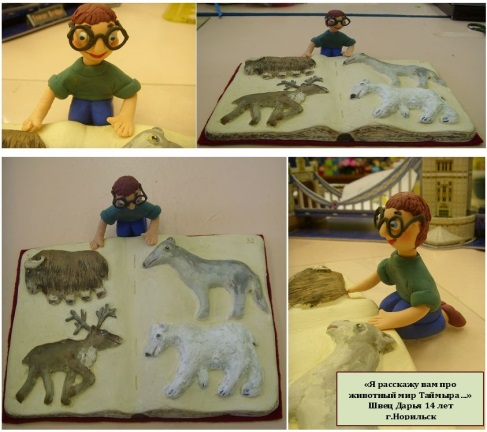 «Я расскажу вам про
животный мир Таймыра...»
Швец Дарья 14 лет
г.Норильск